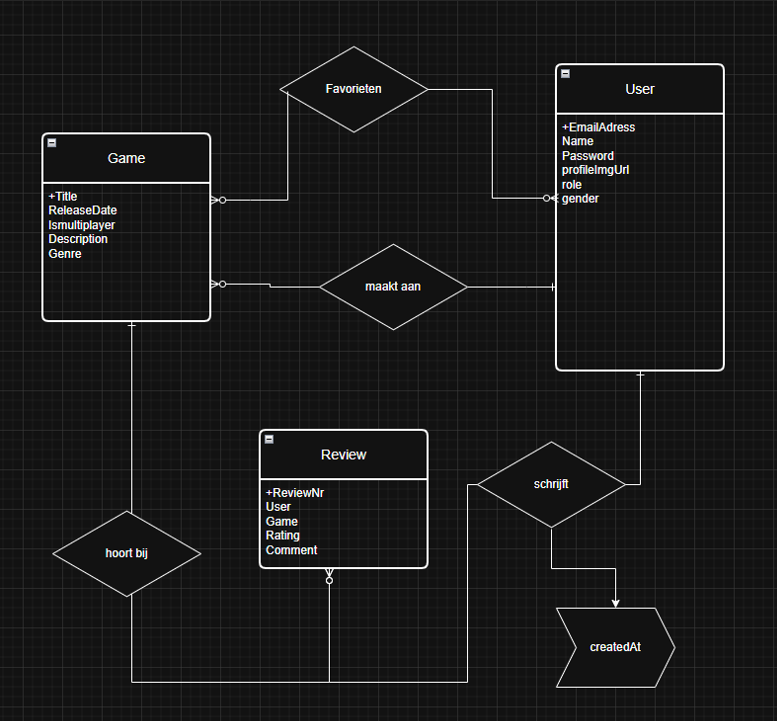 Favorieten
User
+EmailAdress
Name
Password
profileImgUrl
role
gender
Game
+Title
ReleaseDate
Ismultiplayer
Description
Genre
maakt aan
Review
+ReviewNr
User
Game
Rating
Comment
schrijft
hoort bij
createdAt